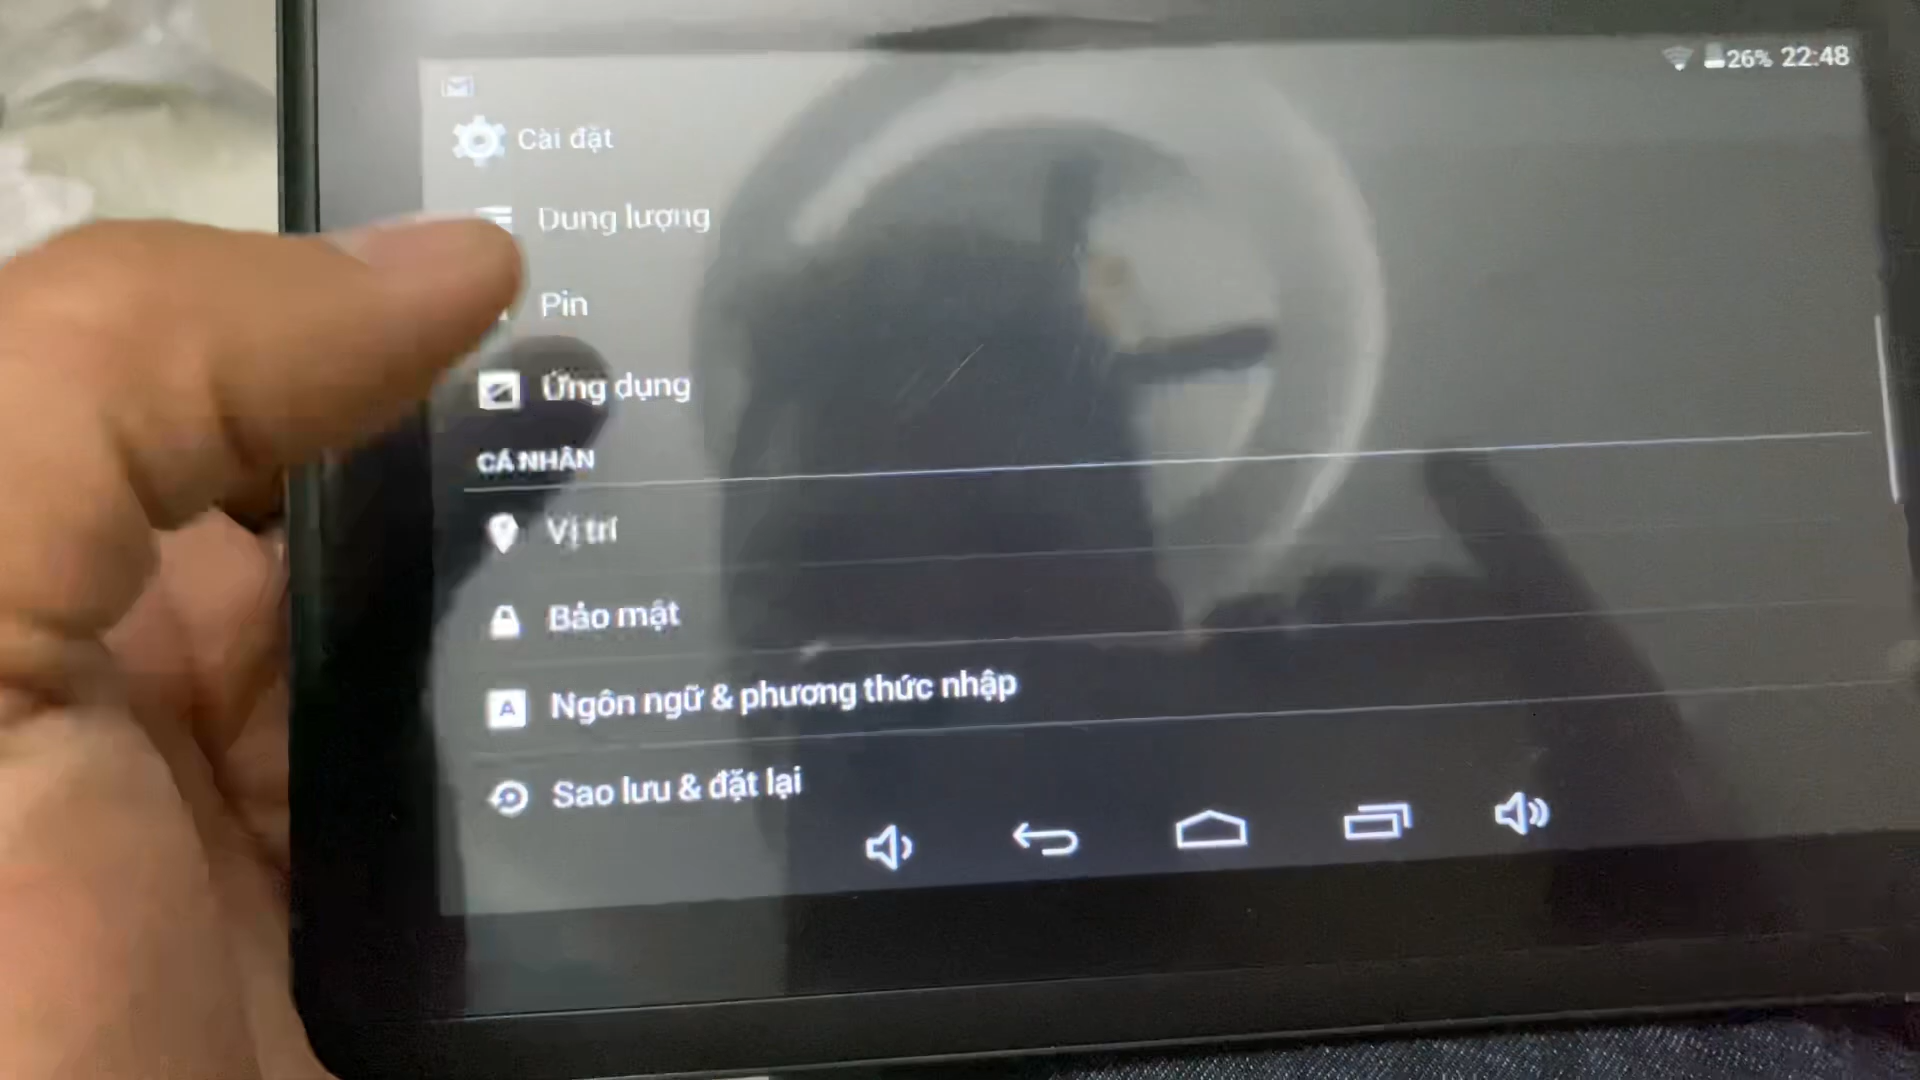 26% 22:48
Cài đặt
Dung lượng
Pin
Ứng dụng
CÁ NHÂN
Vị trí
Bảo mật
A Ngôn ngữ & phương thức nhập
Sao lưu & đặt lại